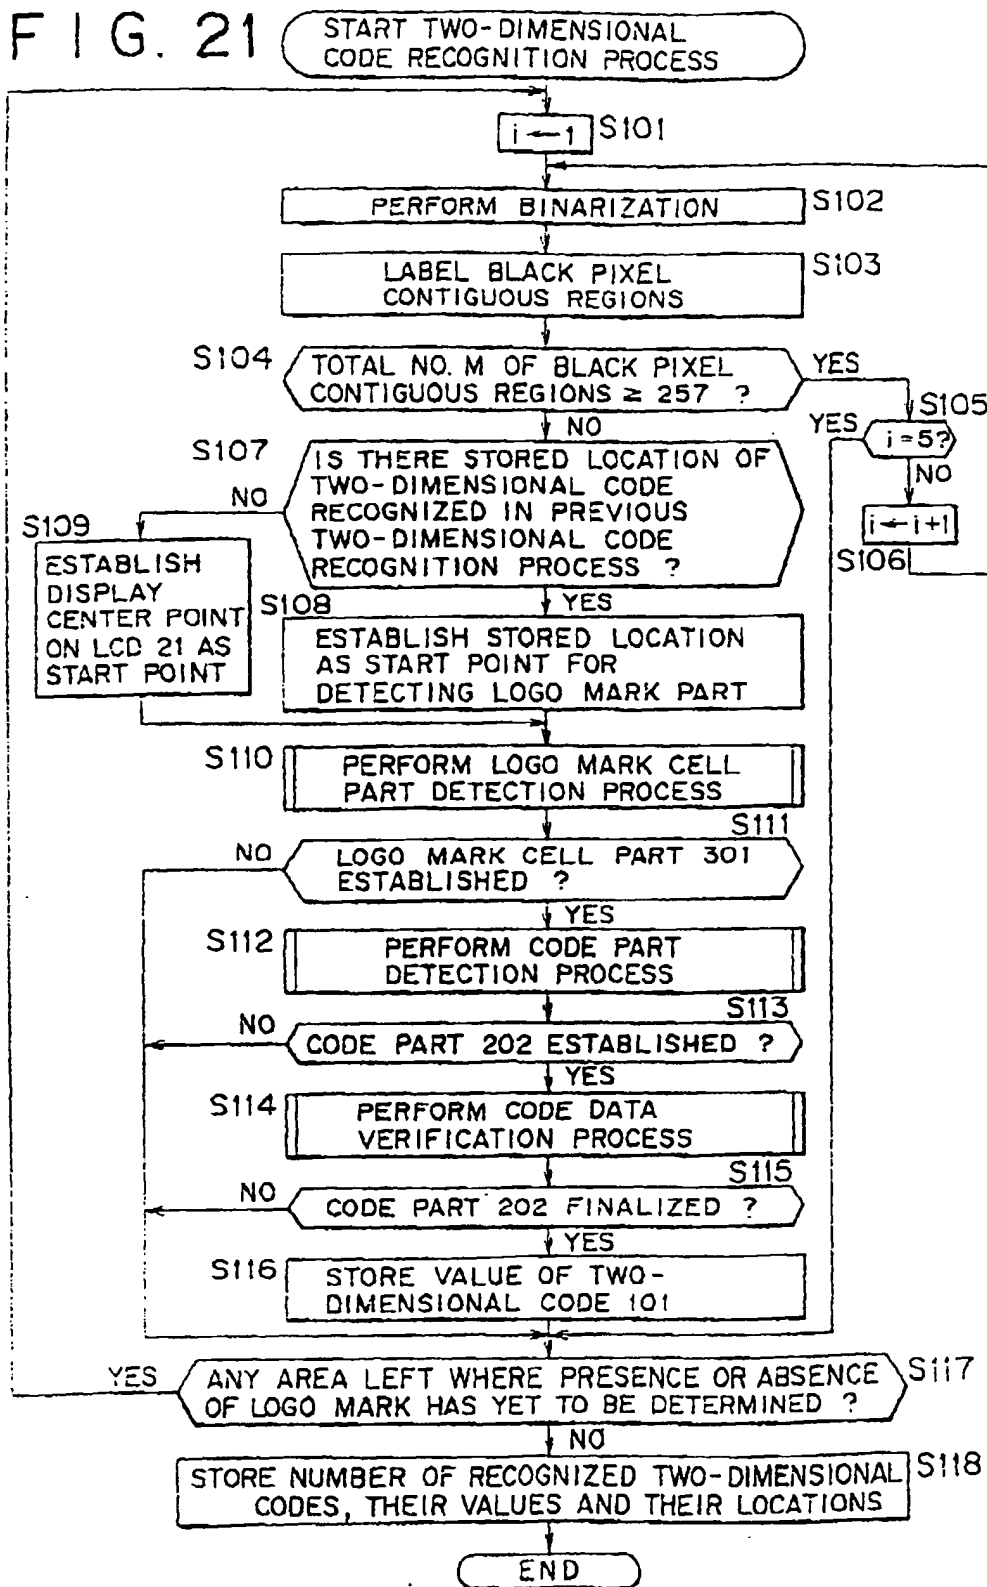 FIG. 21
START TWO-DIMENSIONAL
CODE RECOGNITION PROCESS
i ← 1
S101
PERFORM BINARIZATION
S102
LABEL BLACK PIXEL
CONTIGUOUS REGIONS
S103
S104
TOTAL NO. M OF BLACK PIXEL
CONTIGUOUS REGIONS ≥ 257 ?
YES
NO
S105
YES
i = 5?
NO
i ← i+1
S106
S107
IS THERE STORED LOCATION OF
TWO-DIMENSIONAL CODE
RECOGNIZED IN PREVIOUS
TWO-DIMENSIONAL CODE
RECOGNITION PROCESS ?
NO
YES
S109
ESTABLISH
DISPLAY
CENTER POINT
ON LCD 21 AS
START POINT
S108
ESTABLISH STORED LOCATION
AS START POINT FOR
DETECTING LOGO MARK PART
S110
PERFORM LOGO MARK CELL
PART DETECTION PROCESS
S111
NO
LOGO MARK CELL PART 301
ESTABLISHED ?
YES
S112
PERFORM CODE PART
DETECTION PROCESS
S113
NO
CODE PART 202 ESTABLISHED ?
YES
S114
PERFORM CODE DATA
VERIFICATION PROCESS
S115
NO
CODE PART 202 FINALIZED ?
YES
S116
STORE VALUE OF TWO-
DIMENSIONAL CODE 101
YES
ANY AREA LEFT WHERE PRESENCE OR ABSENCE
OF LOGO MARK HAS YET TO BE DETERMINED ?
S117
NO
STORE NUMBER OF RECOGNIZED TWO-DIMENSIONAL
CODES, THEIR VALUES AND THEIR LOCATIONS
S118
END